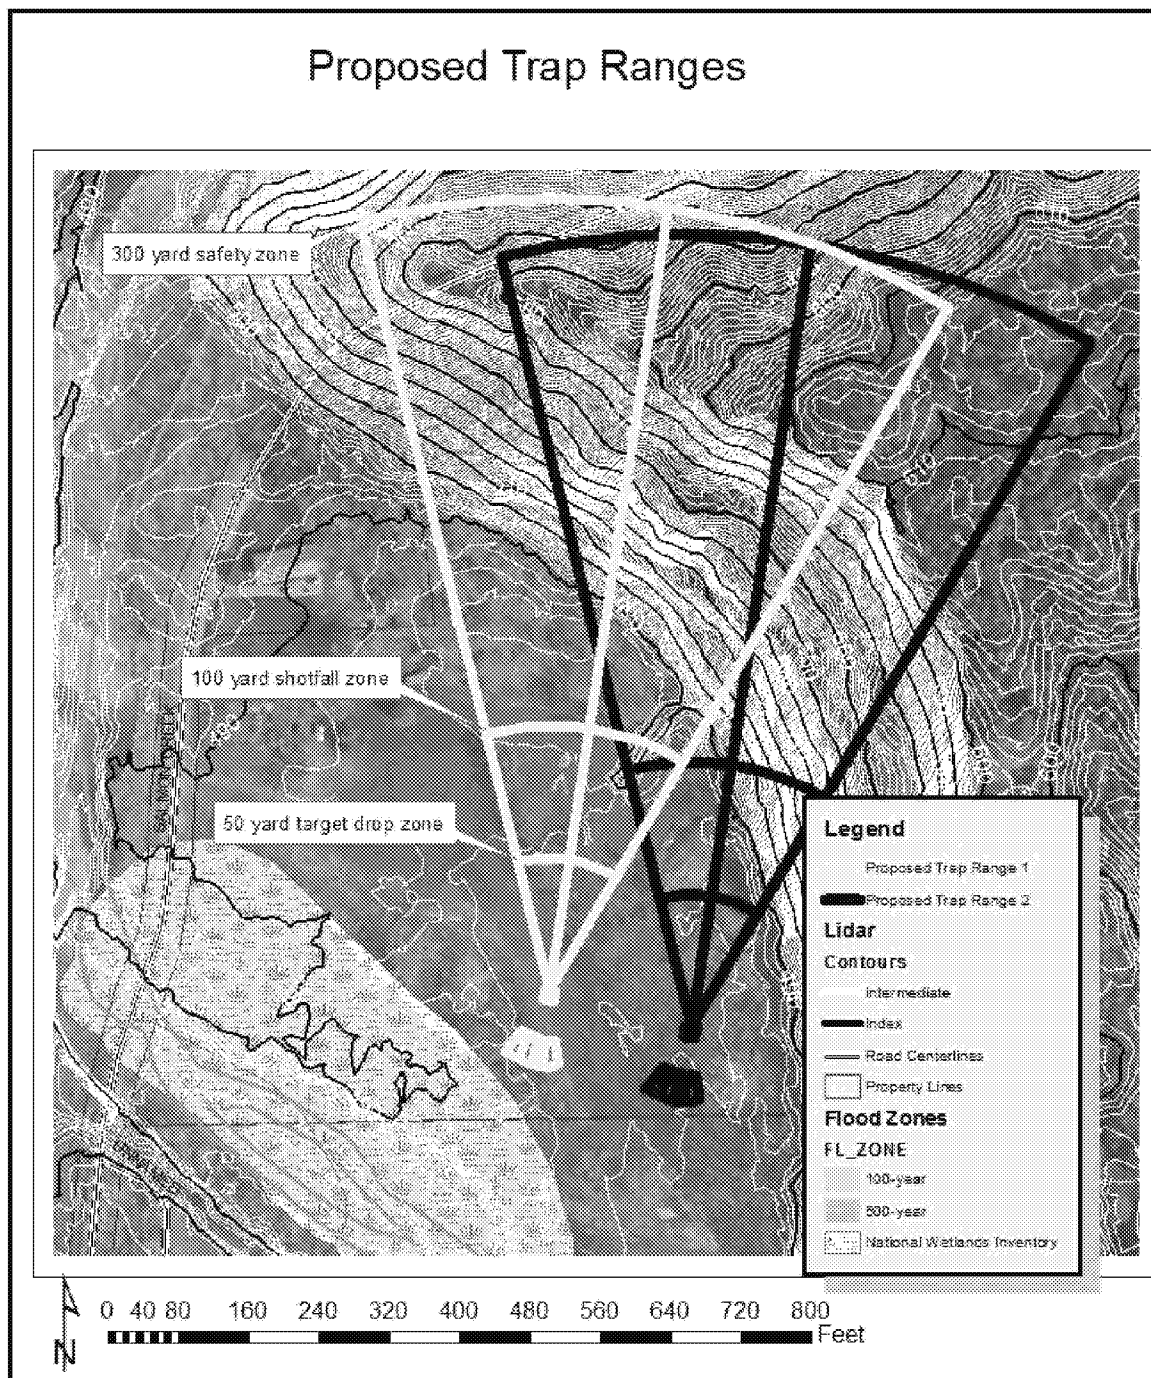 Proposed Trap Ranges
300 yard safety zone
100 yard shotfall zone
50 yard target drop zone
Legend
Proposed Trap Range 1
Proposed Trap Range 2
Lidar
Contours
Intermediate
Index
Road Centerlines
Property Lines
Flood Zones
FL_ZONE
100-year
500-year
National Wetlands Inventory
0 40 80 160 240 320 400 480 560 640 720 800
Feet
N